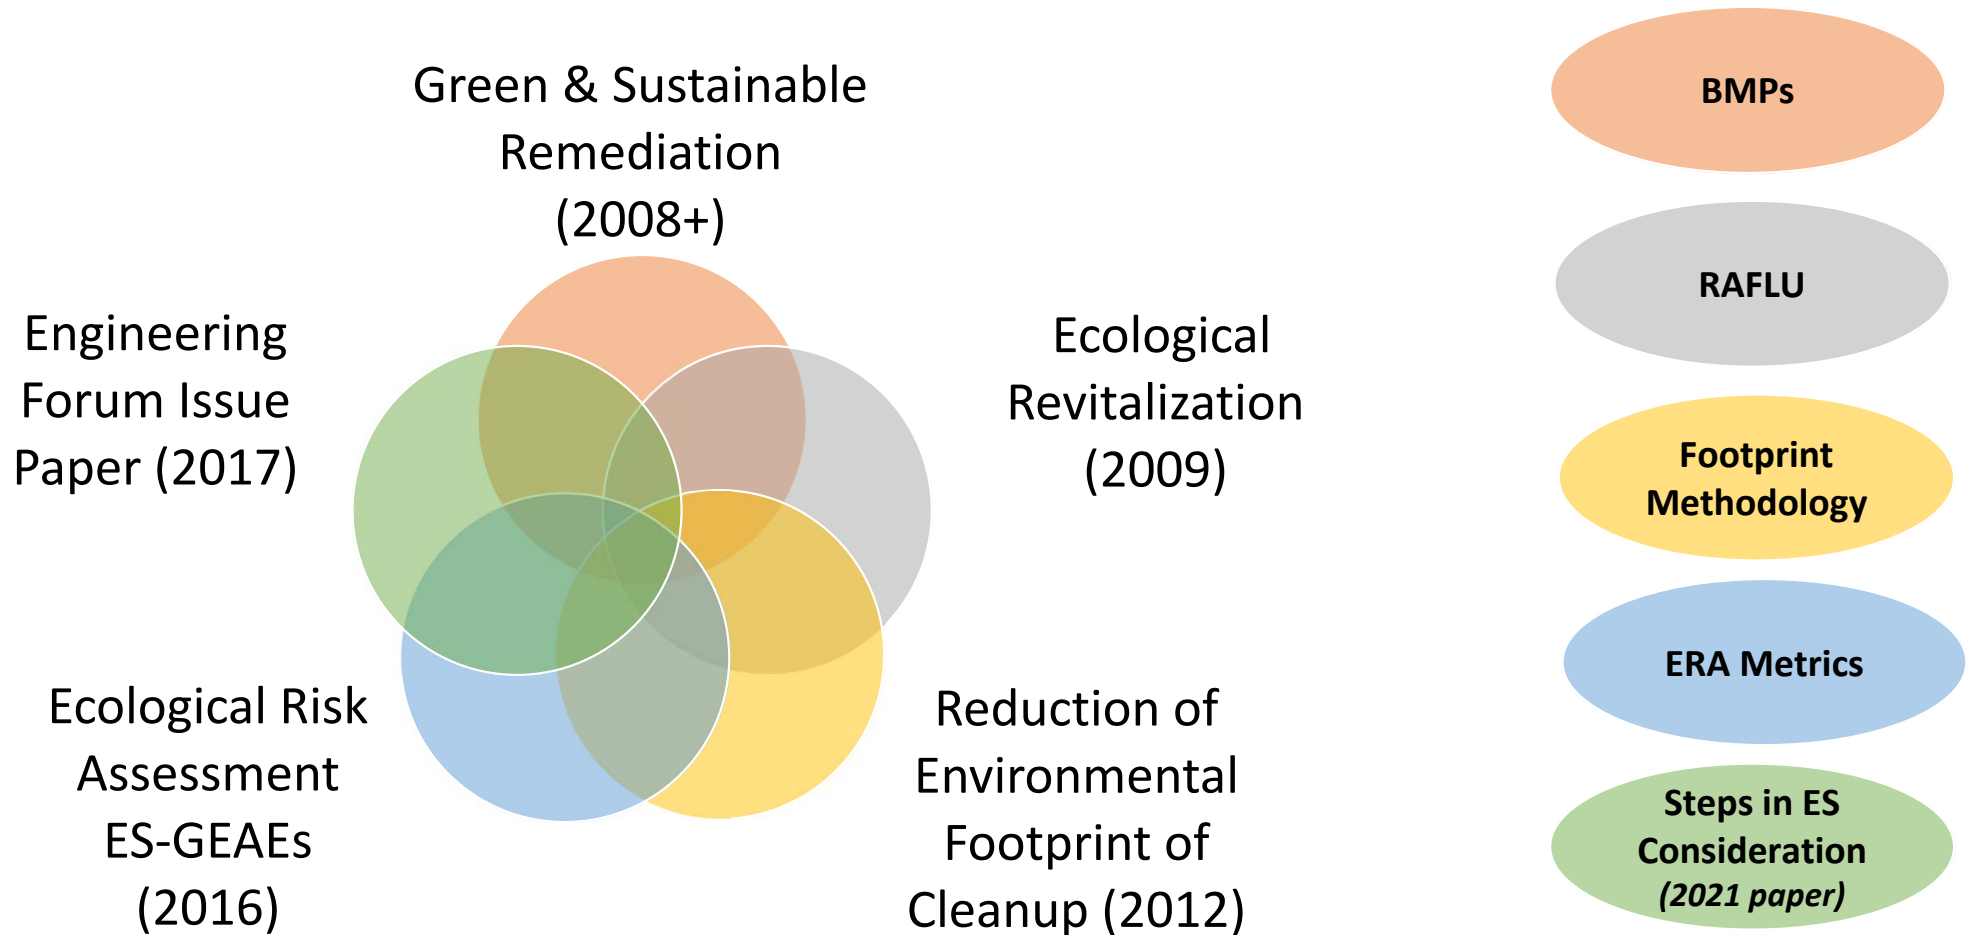 Green & Sustainable
Remediation
(2008+)
Engineering
Forum Issue
Paper (2017)
Ecological
Revitalization
(2009)
Ecological Risk
Assessment
ES-GEAEs
(2016)
Reduction of
Environmental
Footprint of
Cleanup (2012)
BMPs
RAFLU
Footprint
Methodology
ERA Metrics
Steps in ES
Consideration
(2021 paper)